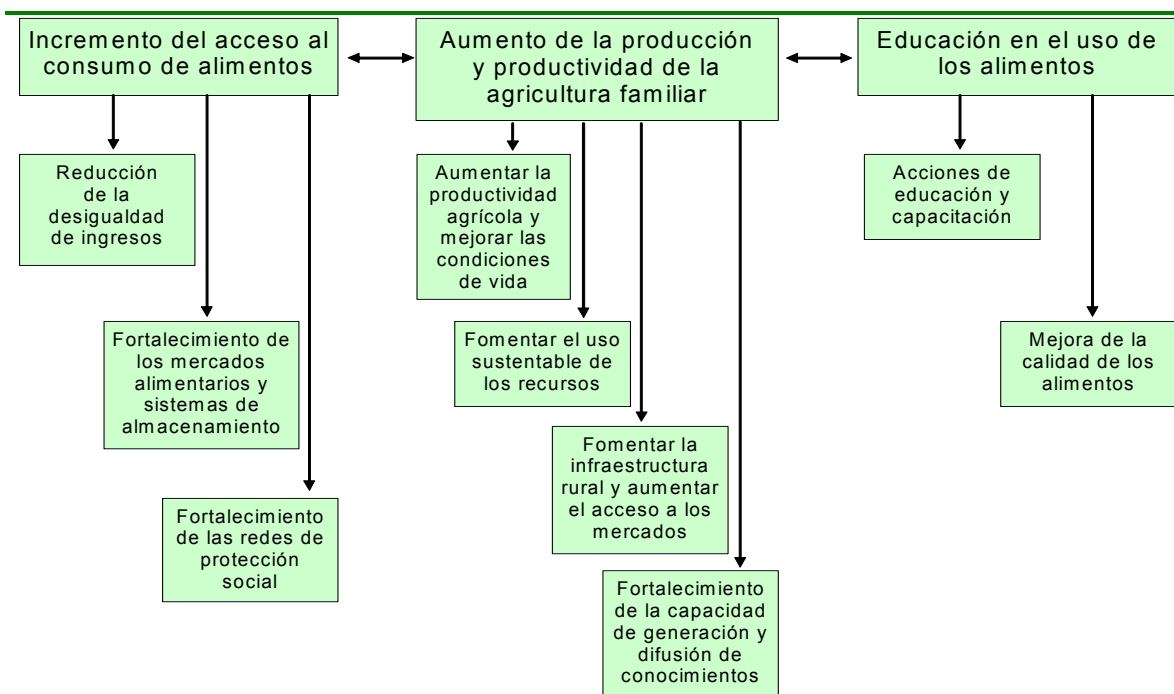 Incremento del acceso al
consumo de alimentos
Aumento de la producción
y productividad de la
agricultura familiar
Educación en el uso de
los alimentos
Reducción
de la
desigualdad
de ingresos
Aumentar la
productividad
agrícola y
mejorar las
condiciones
de vida
Acciones de
educación y
capacitación
Fortalecimiento de
los mercados
alimentarios y
sistemas de
almacenamiento
Fomentar el uso
sustentable de
los recursos
Mejora de la
calidad de los
alimentos
Fomentar la
infraestructura
rural y aumentar
el acceso a los
mercados
Fortalecimiento
de las redes de
protección
social
Fortalecimiento
de la capacidad
de generación y
difusión de
conocimientos